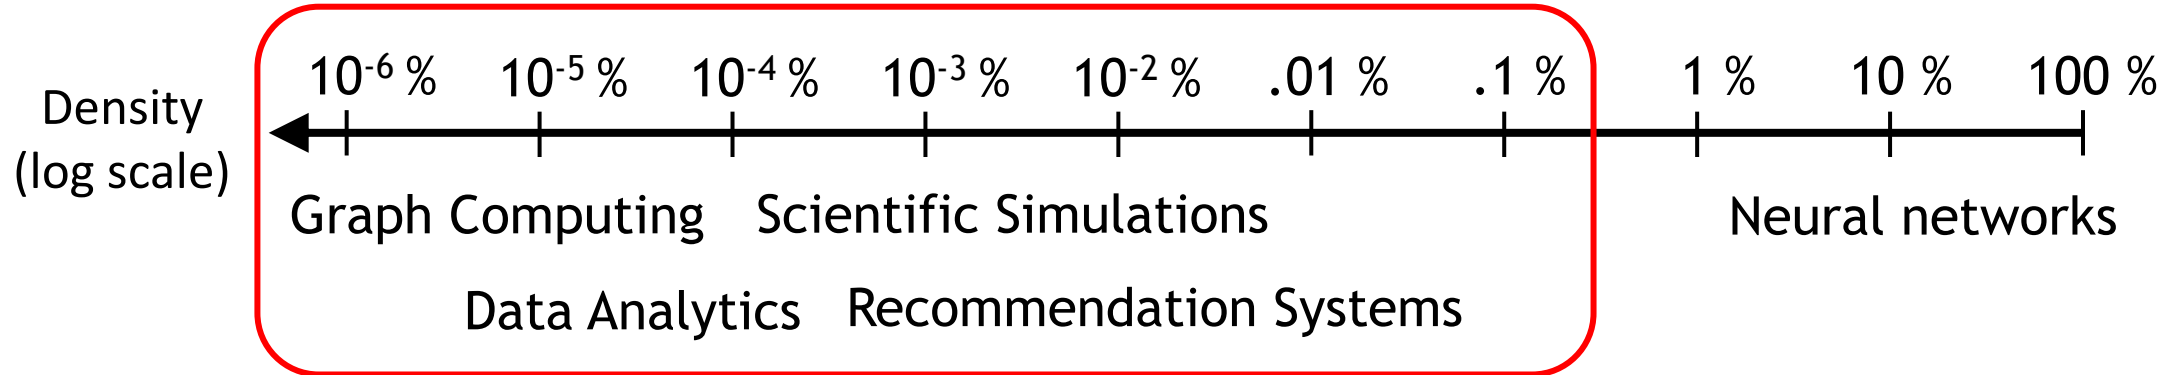 10⁻⁶ % 10⁻⁵ % 10⁻⁴ % 10⁻³ % 10⁻² % .01 % .1 % 1 % 10 % 100 %
Density
(log scale)
Graph Computing Scientific Simulations Neural networks
Data Analytics Recommendation Systems